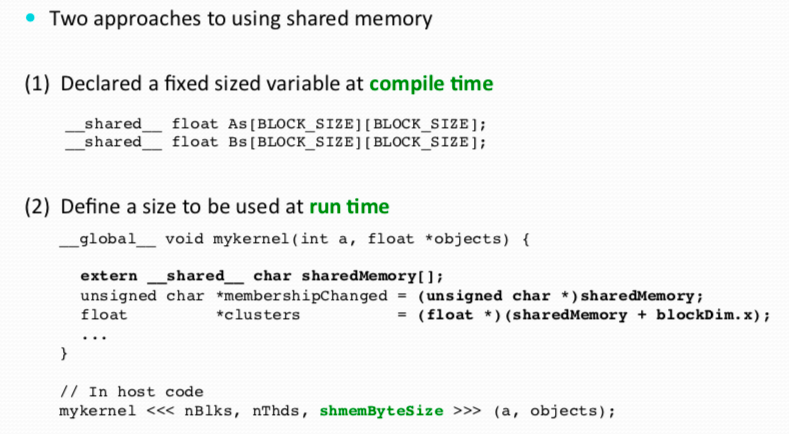 • Two approaches to using shared memory
(1) Declared a fixed sized variable at compile time
__shared__ float As[BLOCK_SIZE][BLOCK_SIZE];
__shared__ float Bs[BLOCK_SIZE][BLOCK_SIZE];
(2) Define a size to be used at run time
__global__ void mykernel(int a, float *objects) {
extern __shared__ char sharedMemory[];
unsigned char *membershipChanged = (unsigned char *)sharedMemory;
float *clusters = (float *)(sharedMemory + blockDim.x);
...
}
// In host code
mykernel <<< nBlks, nThds, shmemByteSize >>> (a, objects);